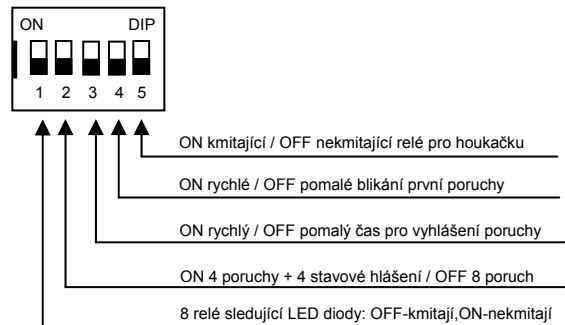 ON DIP
1 2 3 4 5
ON kmitající / OFF nekmitající relé pro houkačku
ON rychlé / OFF pomalé blikání první poruchy
ON rychlý / OFF pomalý čas pro vyhlášení poruchy
ON 4 poruchy + 4 stavové hlášení / OFF 8 poruch
8 relé sledující LED diody: OFF-kmitají,ON-nekmitají